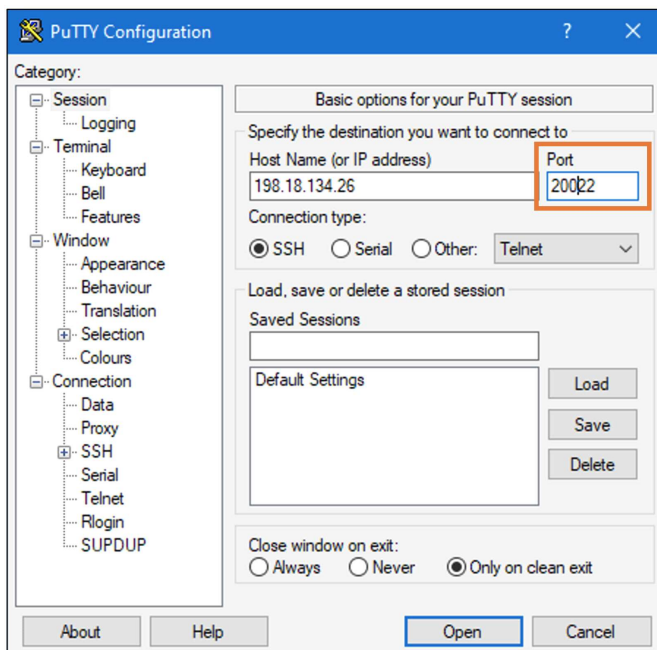 PuTTY Configuration
?
Category:
Session
Logging
Terminal
Keyboard
Bell
Features
Window
Appearance
Behaviour
Translation
Selection
Colours
Connection
Data
Proxy
SSH
Serial
Telnet
Rlogin
SUPDUP
Basic options for your PuTTY session
Specify the destination you want to connect to
Host Name (or IP address) Port
198.18.134.26 20022
Connection type:
SSH Serial Other: Telnet
Load, save or delete a stored session
Saved Sessions
Default Settings
Load
Save
Delete
Close window on exit:
Always Never Only on clean exit
About Help Open Cancel